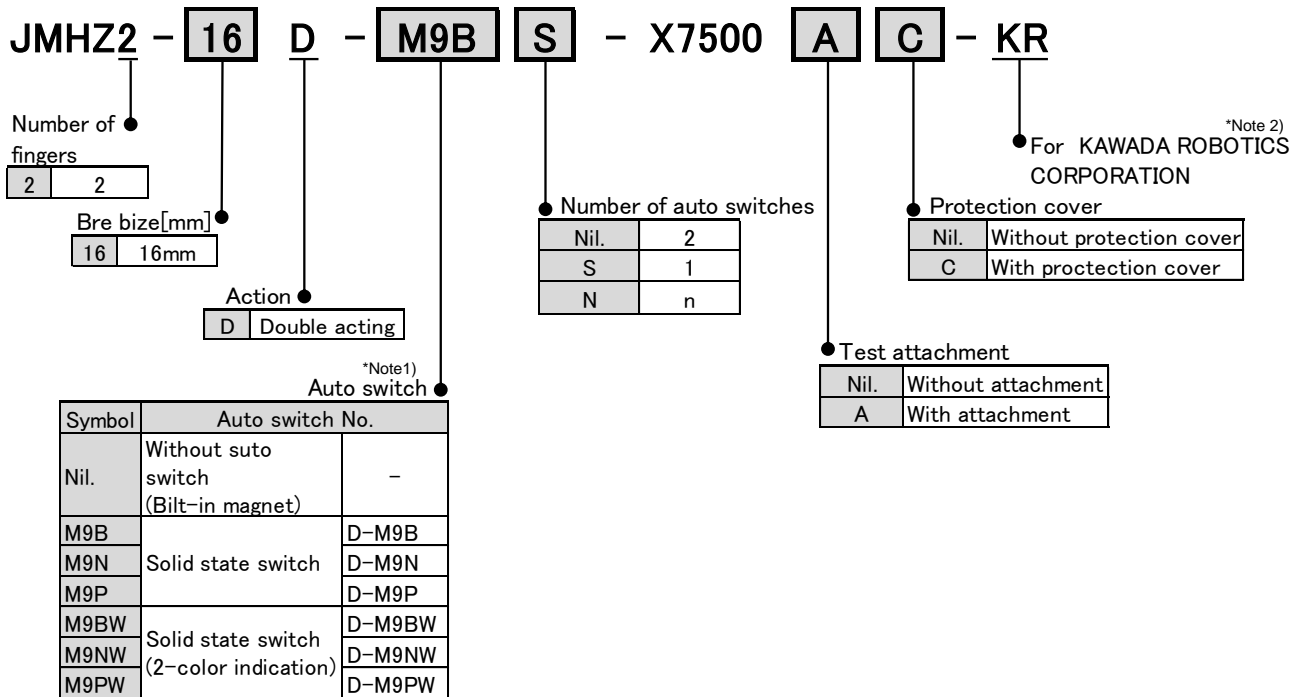 JMHZ2 - 16 D - M9B S - X7500 A C - KR
Number of
fingers
2 2
Bre bize[mm]
16 16mm
Action
D Double acting
*Note1)
Auto switch
Symbol Auto switch No.
Nil. Without suto
switch
(Bilt-in magnet) -
M9B D-M9B
M9N Solid state switch D-M9N
M9P D-M9P
M9BW D-M9BW
M9NW Solid state switch
(2-color indication) D-M9NW
M9PW D-M9PW
Number of auto switches
Nil. 2
S 1
N n
Test attachment
Nil. Without attachment
A With attachment
Protection cover
Nil. Without protection cover
C With proctection cover
*Note 2)
For KAWADA ROBOTICS
CORPORATION